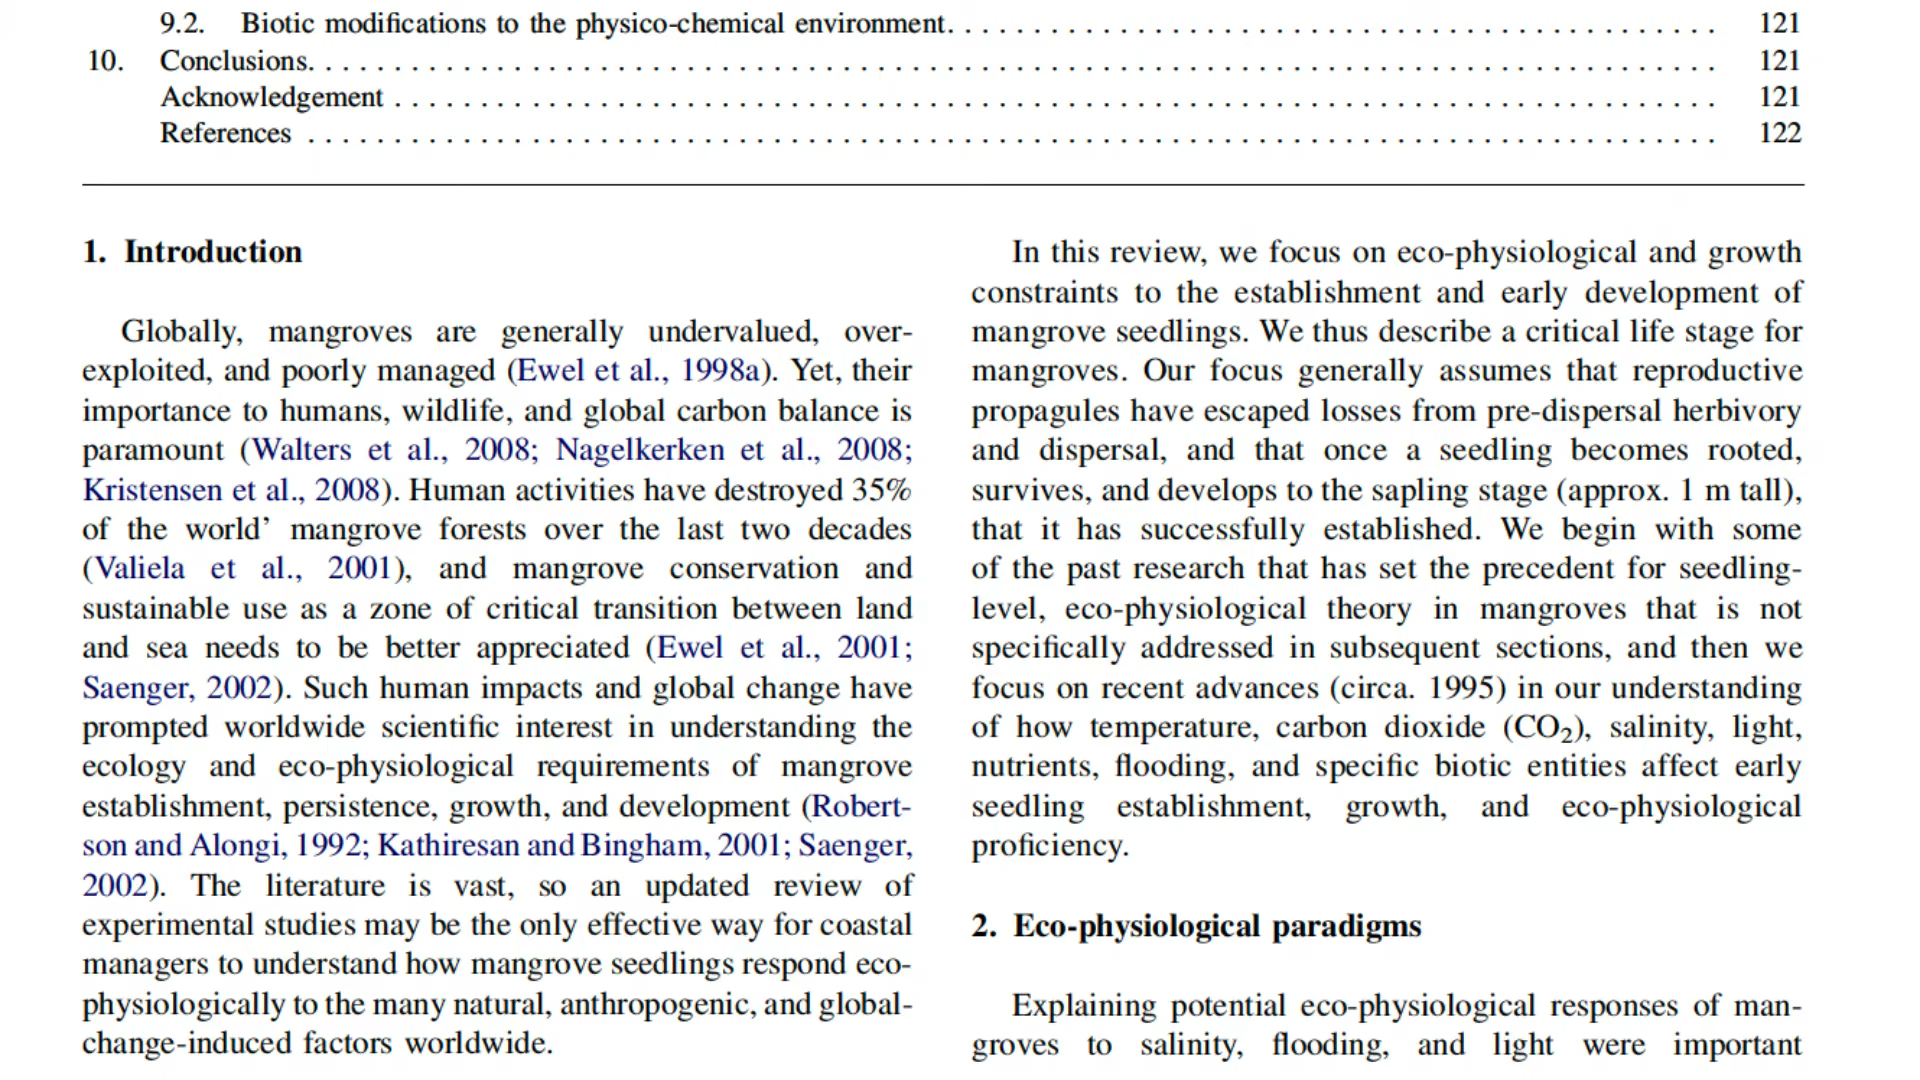 9.2. Biotic modifications to the physico-chemical environment. . . . . . . . . . . . . . . . . . . . . . . . . . . . . . . . . . . . . . . . . . . 121
10. Conclusions. . . . . . . . . . . . . . . . . . . . . . . . . . . . . . . . . . . . . . . . . . . . . . . . . . . . . . . . . . . . . . . . . . . . . . 121
Acknowledgement . . . . . . . . . . . . . . . . . . . . . . . . . . . . . . . . . . . . . . . . . . . . . . . . . . . . . . . . . . . . . . . . . 121
References . . . . . . . . . . . . . . . . . . . . . . . . . . . . . . . . . . . . . . . . . . . . . . . . . . . . . . . . . . . . . . . . . . . . . . 122
1. Introduction
Globally, mangroves are generally undervalued, over-
exploited, and poorly managed (Ewel et al., 1998a). Yet, their
importance to humans, wildlife, and global carbon balance is
paramount (Walters et al., 2008; Nagelkerken et al., 2008;
Kristensen et al., 2008). Human activities have destroyed 35%
of the world’ mangrove forests over the last two decades
(Valiela et al., 2001), and mangrove conservation and
sustainable use as a zone of critical transition between land
and sea needs to be better appreciated (Ewel et al., 2001;
Saenger, 2002). Such human impacts and global change have
prompted worldwide scientific interest in understanding the
ecology and eco-physiological requirements of mangrove
establishment, persistence, growth, and development (Robert-
son and Alongi, 1992; Kathiresan and Bingham, 2001; Saenger,
2002). The literature is vast, so an updated review of
experimental studies may be the only effective way for coastal
managers to understand how mangrove seedlings respond eco-
physiologically to the many natural, anthropogenic, and global-
change-induced factors worldwide.
In this review, we focus on eco-physiological and growth
constraints to the establishment and early development of
mangrove seedlings. We thus describe a critical life stage for
mangroves. Our focus generally assumes that reproductive
propagules have escaped losses from pre-dispersal herbivory
and dispersal, and that once a seedling becomes rooted,
survives, and develops to the sapling stage (approx. 1 m tall),
that it has successfully established. We begin with some
of the past research that has set the precedent for seedling-
level, eco-physiological theory in mangroves that is not
specifically addressed in subsequent sections, and then we
focus on recent advances (circa. 1995) in our understanding
of how temperature, carbon dioxide (CO₂), salinity, light,
nutrients, flooding, and specific biotic entities affect early
seedling establishment, growth, and eco-physiological
proficiency.
2. Eco-physiological paradigms
Explaining potential eco-physiological responses of man-
groves to salinity, flooding, and light were important